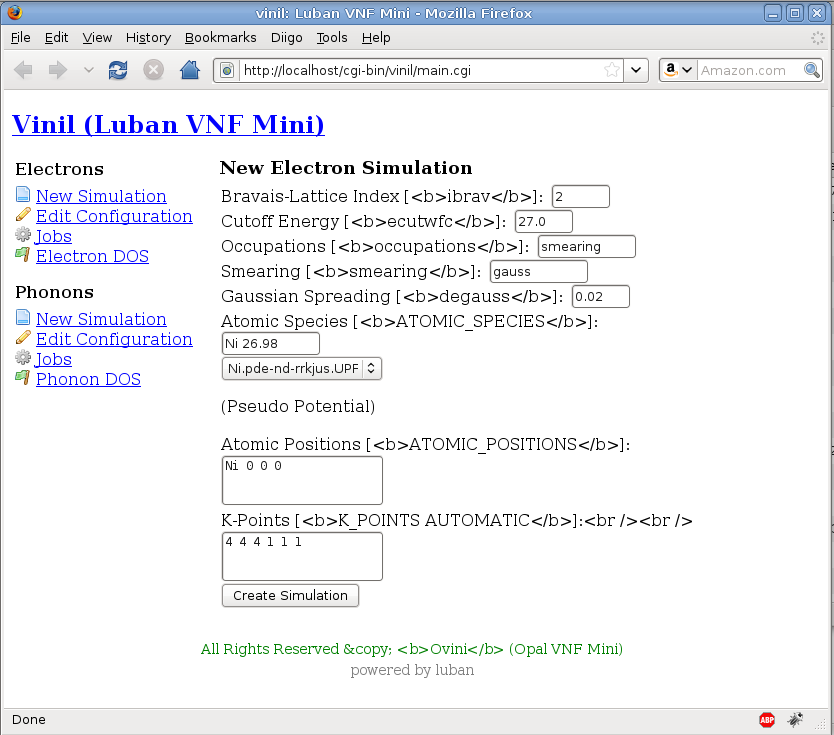 vinil: Luban VNF Mini - Mozilla Firefox
File Edit View History Bookmarks Diigo Tools Help
http://localhost/cgi-bin/vinil/main.cgi
a Amazon.com
Vinil (Luban VNF Mini)
Electrons
New Simulation
Edit Configuration
Jobs
Electron DOS
Phonons
New Simulation
Edit Configuration
Jobs
Phonon DOS
New Electron Simulation
Bravais-Lattice Index [<b>ibrav</b>]: 2
Cutoff Energy [<b>ecutwfc</b>]: 27.0
Occupations [<b>occupations</b>]: smearing
Smearing [<b>smearing</b>]: gauss
Gaussian Spreading [<b>degauss</b>]: 0.02
Atomic Species [<b>ATOMIC_SPECIES</b>]:
Ni 26.98
Ni.pde-nd-rrkjus.UPF
(Pseudo Potential)
Atomic Positions [<b>ATOMIC_POSITIONS</b>]:
Ni 0 0 0
K-Points [<b>K_POINTS AUTOMATIC</b>]:<br /><br />
4 4 4 1 1 1
Create Simulation
All Rights Reserved &copy; <b>Ovini</b> (Opal VNF Mini)
powered by luban
Done
ABP